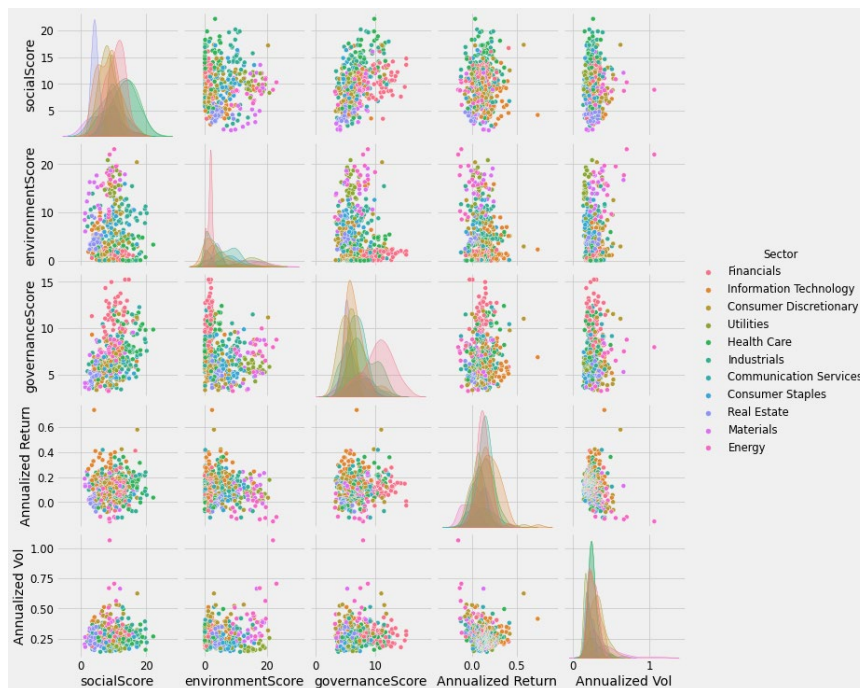 socialScore
20
15
10
5
environmentScore
20
10
0
governanceScore
15
10
5
Annualized Return
0.6
0.4
0.2
0.0
Annualized Vol
1.00
0.75
0.50
0.25
0 20
socialScore
0 20
environmentScore
10
governanceScore
0.0 0.5
Annualized Return
0 1
Annualized Vol
Sector
Financials
Information Technology
Consumer Discretionary
Utilities
Health Care
Industrials
Communication Services
Consumer Staples
Real Estate
Materials
Energy